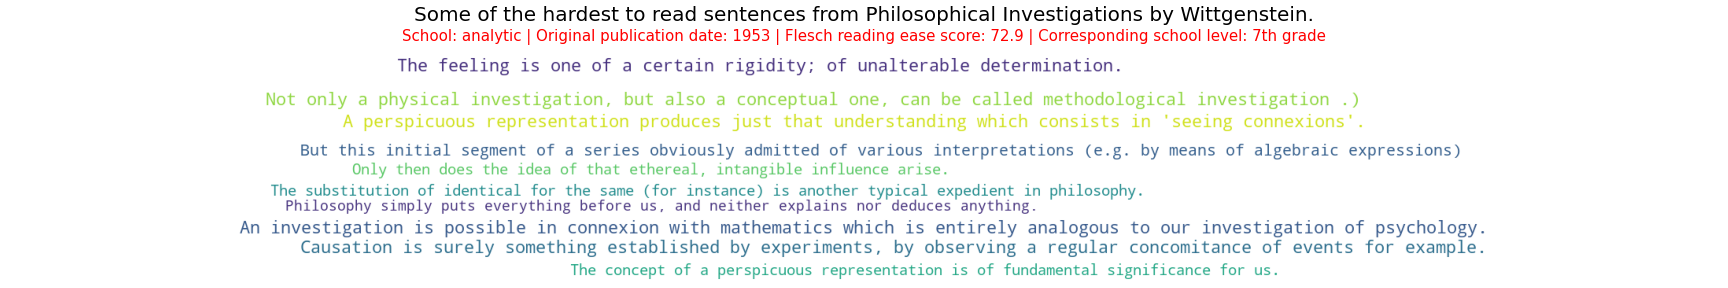 Some of the hardest to read sentences from Philosophical Investigations by Wittgenstein.
School: analytic | Original publication date: 1953 | Flesch reading ease score: 72.9 | Corresponding school level: 7th grade
The feeling is one of a certain rigidity; of unalterable determination.
Not only a physical investigation, but also a conceptual one, can be called methodological investigation .)
A perspicuous representation produces just that understanding which consists in 'seeing connexions'.
But this initial segment of a series obviously admitted of various interpretations (e.g. by means of algebraic expressions)
Only then does the idea of that ethereal, intangible influence arise.
The substitution of identical for the same (for instance) is another typical expedient in philosophy.
Philosophy simply puts everything before us, and neither explains nor deduces anything.
An investigation is possible in connexion with mathematics which is entirely analogous to our investigation of psychology.
Causation is surely something established by experiments, by observing a regular concomitance of events for example.
The concept of a perspicuous representation is of fundamental significance for us.